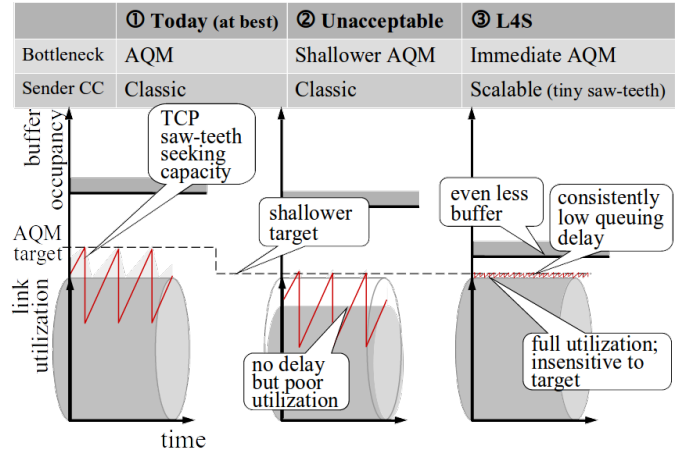 ① Today (at best) ② Unacceptable ③ L4S
Bottleneck AQM Shallower AQM Immediate AQM
Sender CC Classic Classic Scalable (tiny saw-teeth)
buffer
occupancy
TCP
saw-teeth
seeking
capacity
AQM
target
shallower
target
even less
buffer
consistently
low queuing
delay
link
utilization
no delay
but poor
utilization
full utilization;
insensitive to
target
time